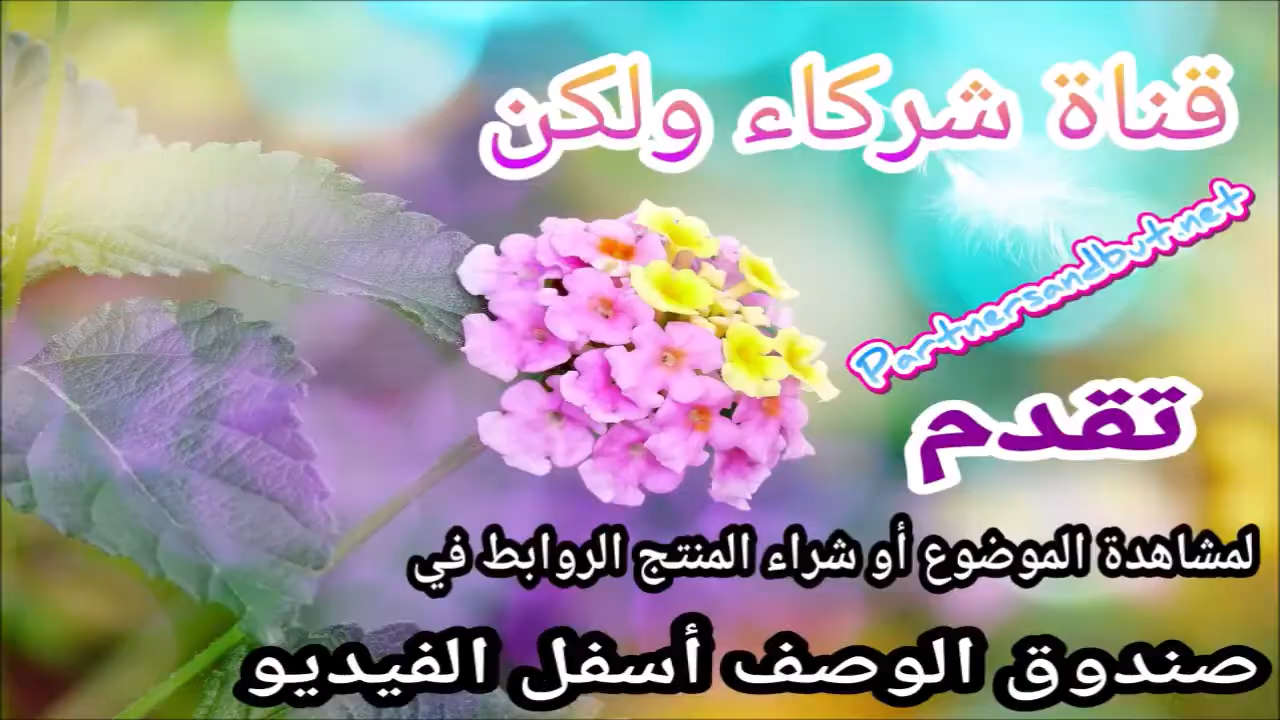 قناة شركاء ولكن
Partnersandbut.net
تقدم
لمشاهدة الموضوع أو شراء المنتج الروابط في
صندوق الوصف أسفل الفيديو